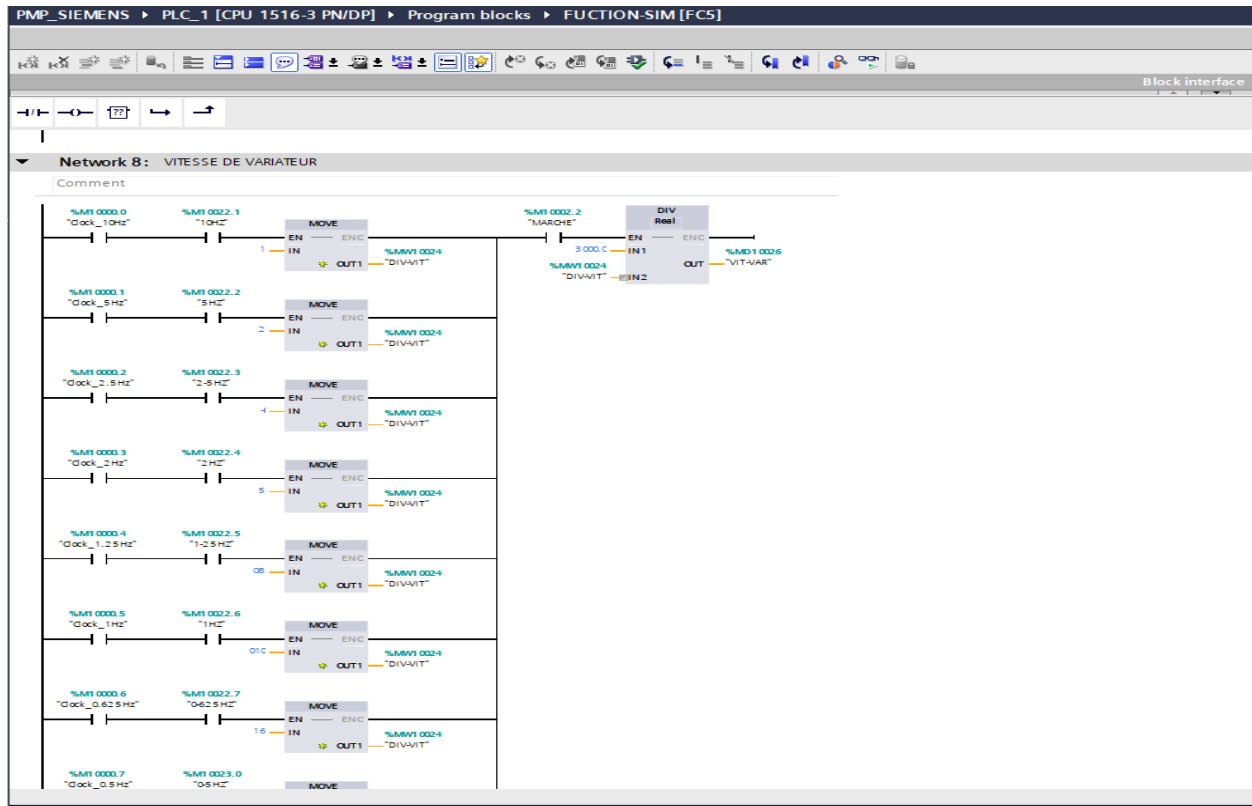 PMP_SIEMENS ▸ PLC_1 [CPU 1516-3 PN/DP] ▸ Program blocks ▸ FUCTION-SIM [FC5]
Block interface
??
Network 8: VITESSE DE VARIATEUR
Comment
%M10000.0 %M10022.1 %M10002.2 DIV
"Clock_10Hz" "10HZ" MOVE "MARCHE" Real
EN ENO EN ENO
1 IN %MW10024 3000.0 IN1 %MD10026
OUT1 "DIV-VIT" %MW10024 OUT "VIT-VAR"
"DIV-VIT" IN2
%M10000.1 %M10022.2
"Clock_5Hz" "5HZ" MOVE
EN ENO
2 IN %MW10024
OUT1 "DIV-VIT"
%M10000.2 %M10022.3
"Clock_2.5Hz" "2-5HZ" MOVE
EN ENO
4 IN %MW10024
OUT1 "DIV-VIT"
%M10000.3 %M10022.4
"Clock_2Hz" "2HZ" MOVE
EN ENO
5 IN %MW10024
OUT1 "DIV-VIT"
%M10000.4 %M10022.5
"Clock_1.25Hz" "1-25HZ" MOVE
EN ENO
08 IN %MW10024
OUT1 "DIV-VIT"
%M10000.5 %M10022.6
"Clock_1Hz" "1HZ" MOVE
EN ENO
010 IN %MW10024
OUT1 "DIV-VIT"
%M10000.6 %M10022.7
"Clock_0.625Hz" "0-625HZ" MOVE
EN ENO
16 IN %MW10024
OUT1 "DIV-VIT"
%M10000.7 %M10023.0
"Clock_0.5Hz" "0-5HZ" MOVE